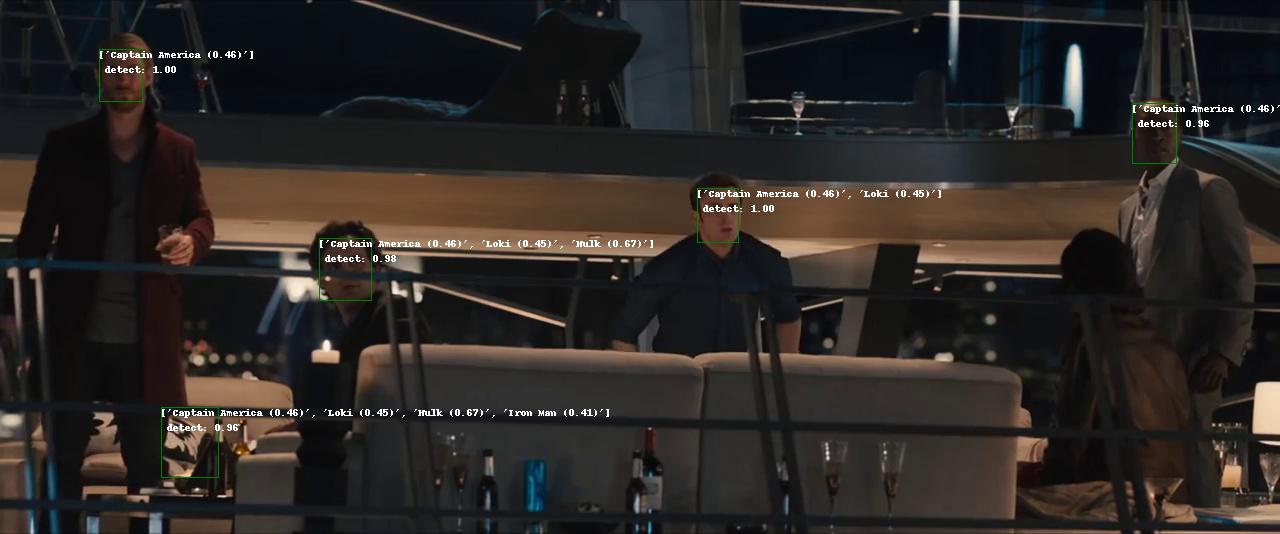 ['Captain America (0.46)']
detect: 1.00
['Captain America (0.46)'
detect: 0.96
['Captain America (0.46)', 'Loki (0.45)']
detect: 1.00
['Captain America (0.46)', 'Loki (0.45)', 'Hulk (0.67)']
detect: 0.98
['Captain America (0.46)', 'Loki (0.45)', 'Hulk (0.67)', 'Iron Man (0.41)']
detect: 0.96